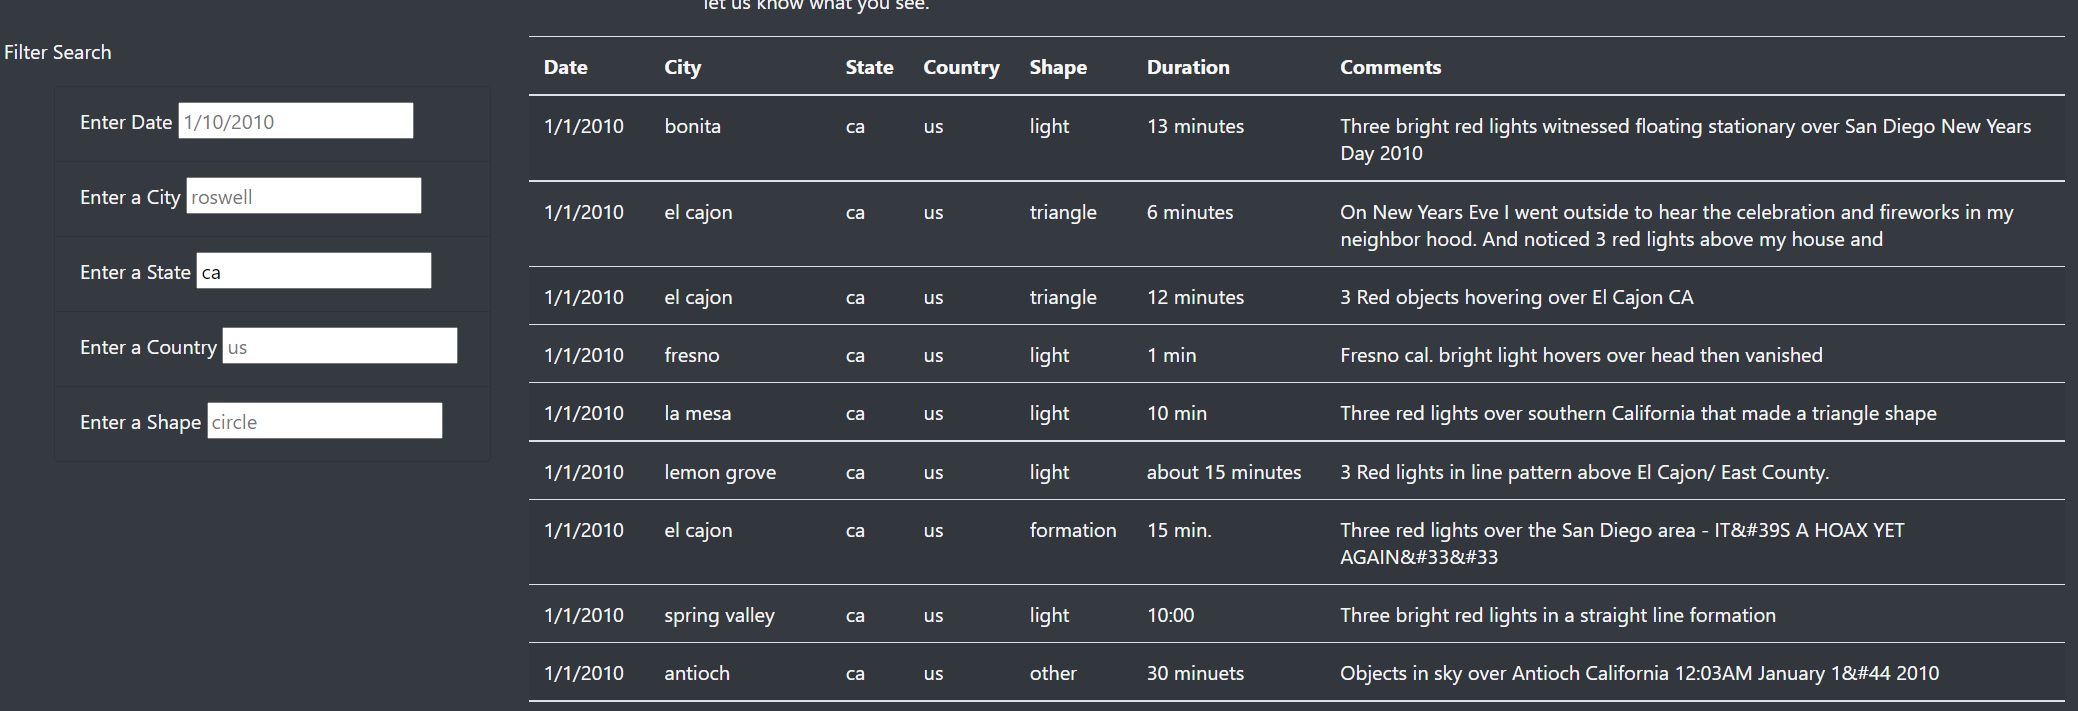 let us know what you see.
Filter Search
Enter Date 1/10/2010
Enter a City roswell
Enter a State ca
Enter a Country us
Enter a Shape circle
Date City State Country Shape Duration Comments
1/1/2010 bonita ca us light 13 minutes Three bright red lights witnessed floating stationary over San Diego New Years
Day 2010
1/1/2010 el cajon ca us triangle 6 minutes On New Years Eve I went outside to hear the celebration and fireworks in my
neighbor hood. And noticed 3 red lights above my house and
1/1/2010 el cajon ca us triangle 12 minutes 3 Red objects hovering over El Cajon CA
1/1/2010 fresno ca us light 1 min Fresno cal. bright light hovers over head then vanished
1/1/2010 la mesa ca us light 10 min Three red lights over southern California that made a triangle shape
1/1/2010 lemon grove ca us light about 15 minutes 3 Red lights in line pattern above El Cajon/ East County.
1/1/2010 el cajon ca us formation 15 min. Three red lights over the San Diego area - IT&#39S A HOAX YET
AGAIN&#33&#33
1/1/2010 spring valley ca us light 10:00 Three bright red lights in a straight line formation
1/1/2010 antioch ca us other 30 minuets Objects in sky over Antioch California 12:03AM January 1&#44 2010